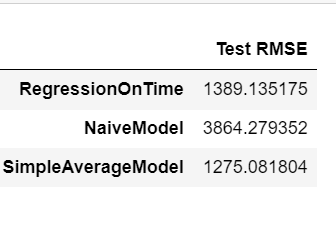 Test RMSE
RegressionOnTime 1389.135175
NaiveModel 3864.279352
SimpleAverageModel 1275.081804